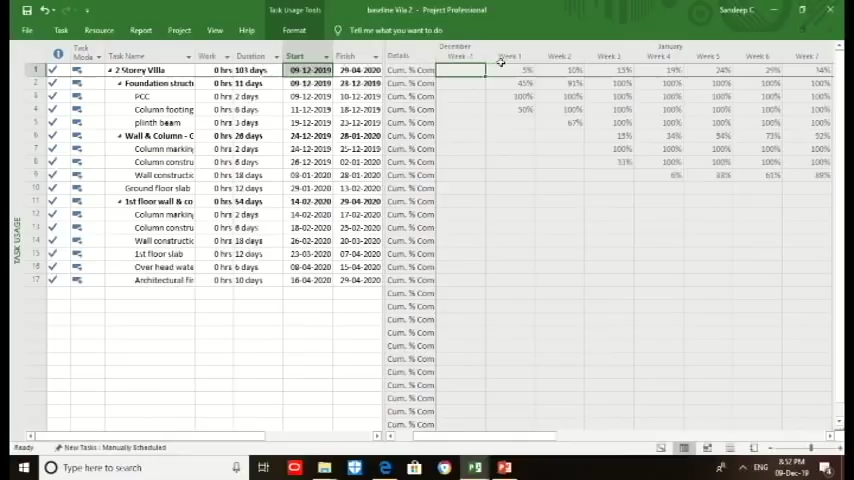 Task Usage Tools
baseline Vila 2 - Project Professional
Sandeep C
File Task Resource Report Project View Help Format Tell me what you want to do
Task Mode Task Name Work Duration Start Finish Details December January
Week -1 Week 1 Week 2 Week 3 Week 4 Week 5 Week 6 Week 7
1 2 Storey VIlla 0 hrs 103 days 09-12-2019 29-04-2020 Cum. % Com 5% 10% 15% 19% 24% 29% 34%
2 Foundation structi 0 hrs 11 days 09-12-2019 23-12-2019 Cum. % Com 45% 91% 100% 100% 100% 100% 100%
3 PCC 0 hrs 2 days 09-12-2019 10-12-2019 Cum. % Com 100% 100% 100% 100% 100% 100% 100%
4 Column footing 0 hrs 6 days 11-12-2019 18-12-2019 Cum. % Com 50% 100% 100% 100% 100% 100% 100%
5 plinth beam 0 hrs 3 days 19-12-2019 23-12-2019 Cum. % Com 67% 100% 100% 100% 100% 100%
6 Wall & Column - G 0 hrs 26 days 24-12-2019 28-01-2020 Cum. % Com 15% 34% 54% 73% 92%
7 Column marking 0 hrs 2 days 24-12-2019 25-12-2019 Cum. % Com 100% 100% 100% 100% 100%
8 Column constru 0 hrs 6 days 26-12-2019 02-01-2020 Cum. % Com 33% 100% 100% 100% 100%
9 Wall constructio 0 hrs 18 days 03-01-2020 28-01-2020 Cum. % Com 6% 33% 61% 89%
10 Ground floor slab 0 hrs 12 days 29-01-2020 13-02-2020 Cum. % Com
11 1st floor wall & co 0 hrs 54 days 14-02-2020 29-04-2020 Cum. % Com
12 Column marking 0 hrs 2 days 14-02-2020 17-02-2020 Cum. % Com
13 Column constru 0 hrs 6 days 18-02-2020 25-02-2020 Cum. % Com
14 Wall constructio 0 hrs 18 days 26-02-2020 20-03-2020 Cum. % Com
15 1st floor slab 0 hrs 12 days 23-03-2020 07-04-2020 Cum. % Com
16 Over head wate 0 hrs 6 days 08-04-2020 15-04-2020 Cum. % Com
17 Architectural fir 0 hrs 10 days 16-04-2020 29-04-2020 Cum. % Com
Cum. % Com
Cum. % Com
Cum. % Com
Cum. % Com
Cum. % Com
Cum. % Com
Cum. % Com
Cum. % Com
Cum. % Com
Cum. % Com
Cum. % Com
TASK USAGE
Ready New Tasks : Manually Scheduled
Type here to search
ENG
8:52 PM
09-Dec-19